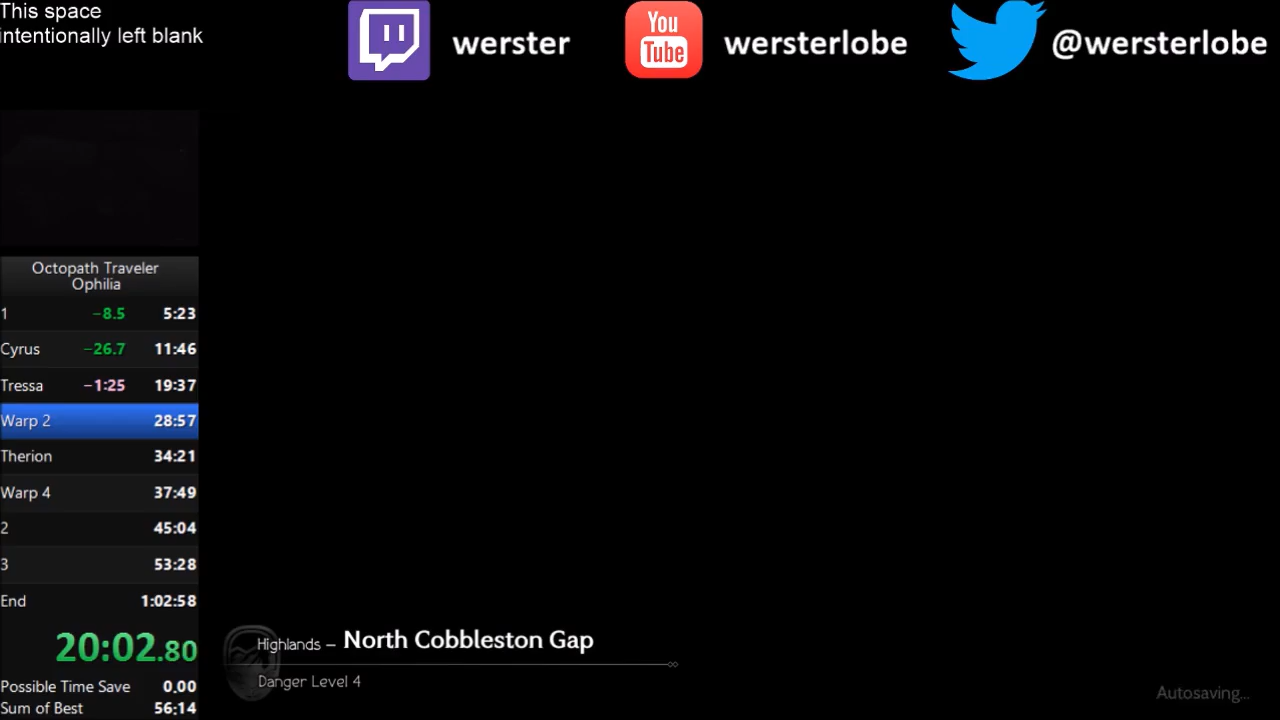 This space
intentionally left blank
werster
You
Tube
wersterlobe
@wersterlobe
Octopath Traveler
Ophilia
1 −8.5 5:23
Cyrus −26.7 11:46
Tressa −1:25 19:37
Warp 2 28:57
Therion 34:21
Warp 4 37:49
2 45:04
3 53:28
End 1:02:58
20:02.80
Possible Time Save 0.00
Sum of Best 56:14
Highlands – North Cobbleston Gap
Danger Level 4
Autosaving...